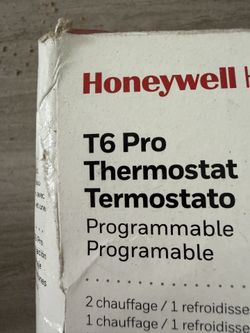 Honeywell
T6 Pro
Thermostat
Termostato
Programmable
Programable
2 chauffage / 1 refroidisse
1 chauffage / 1 refroidisse